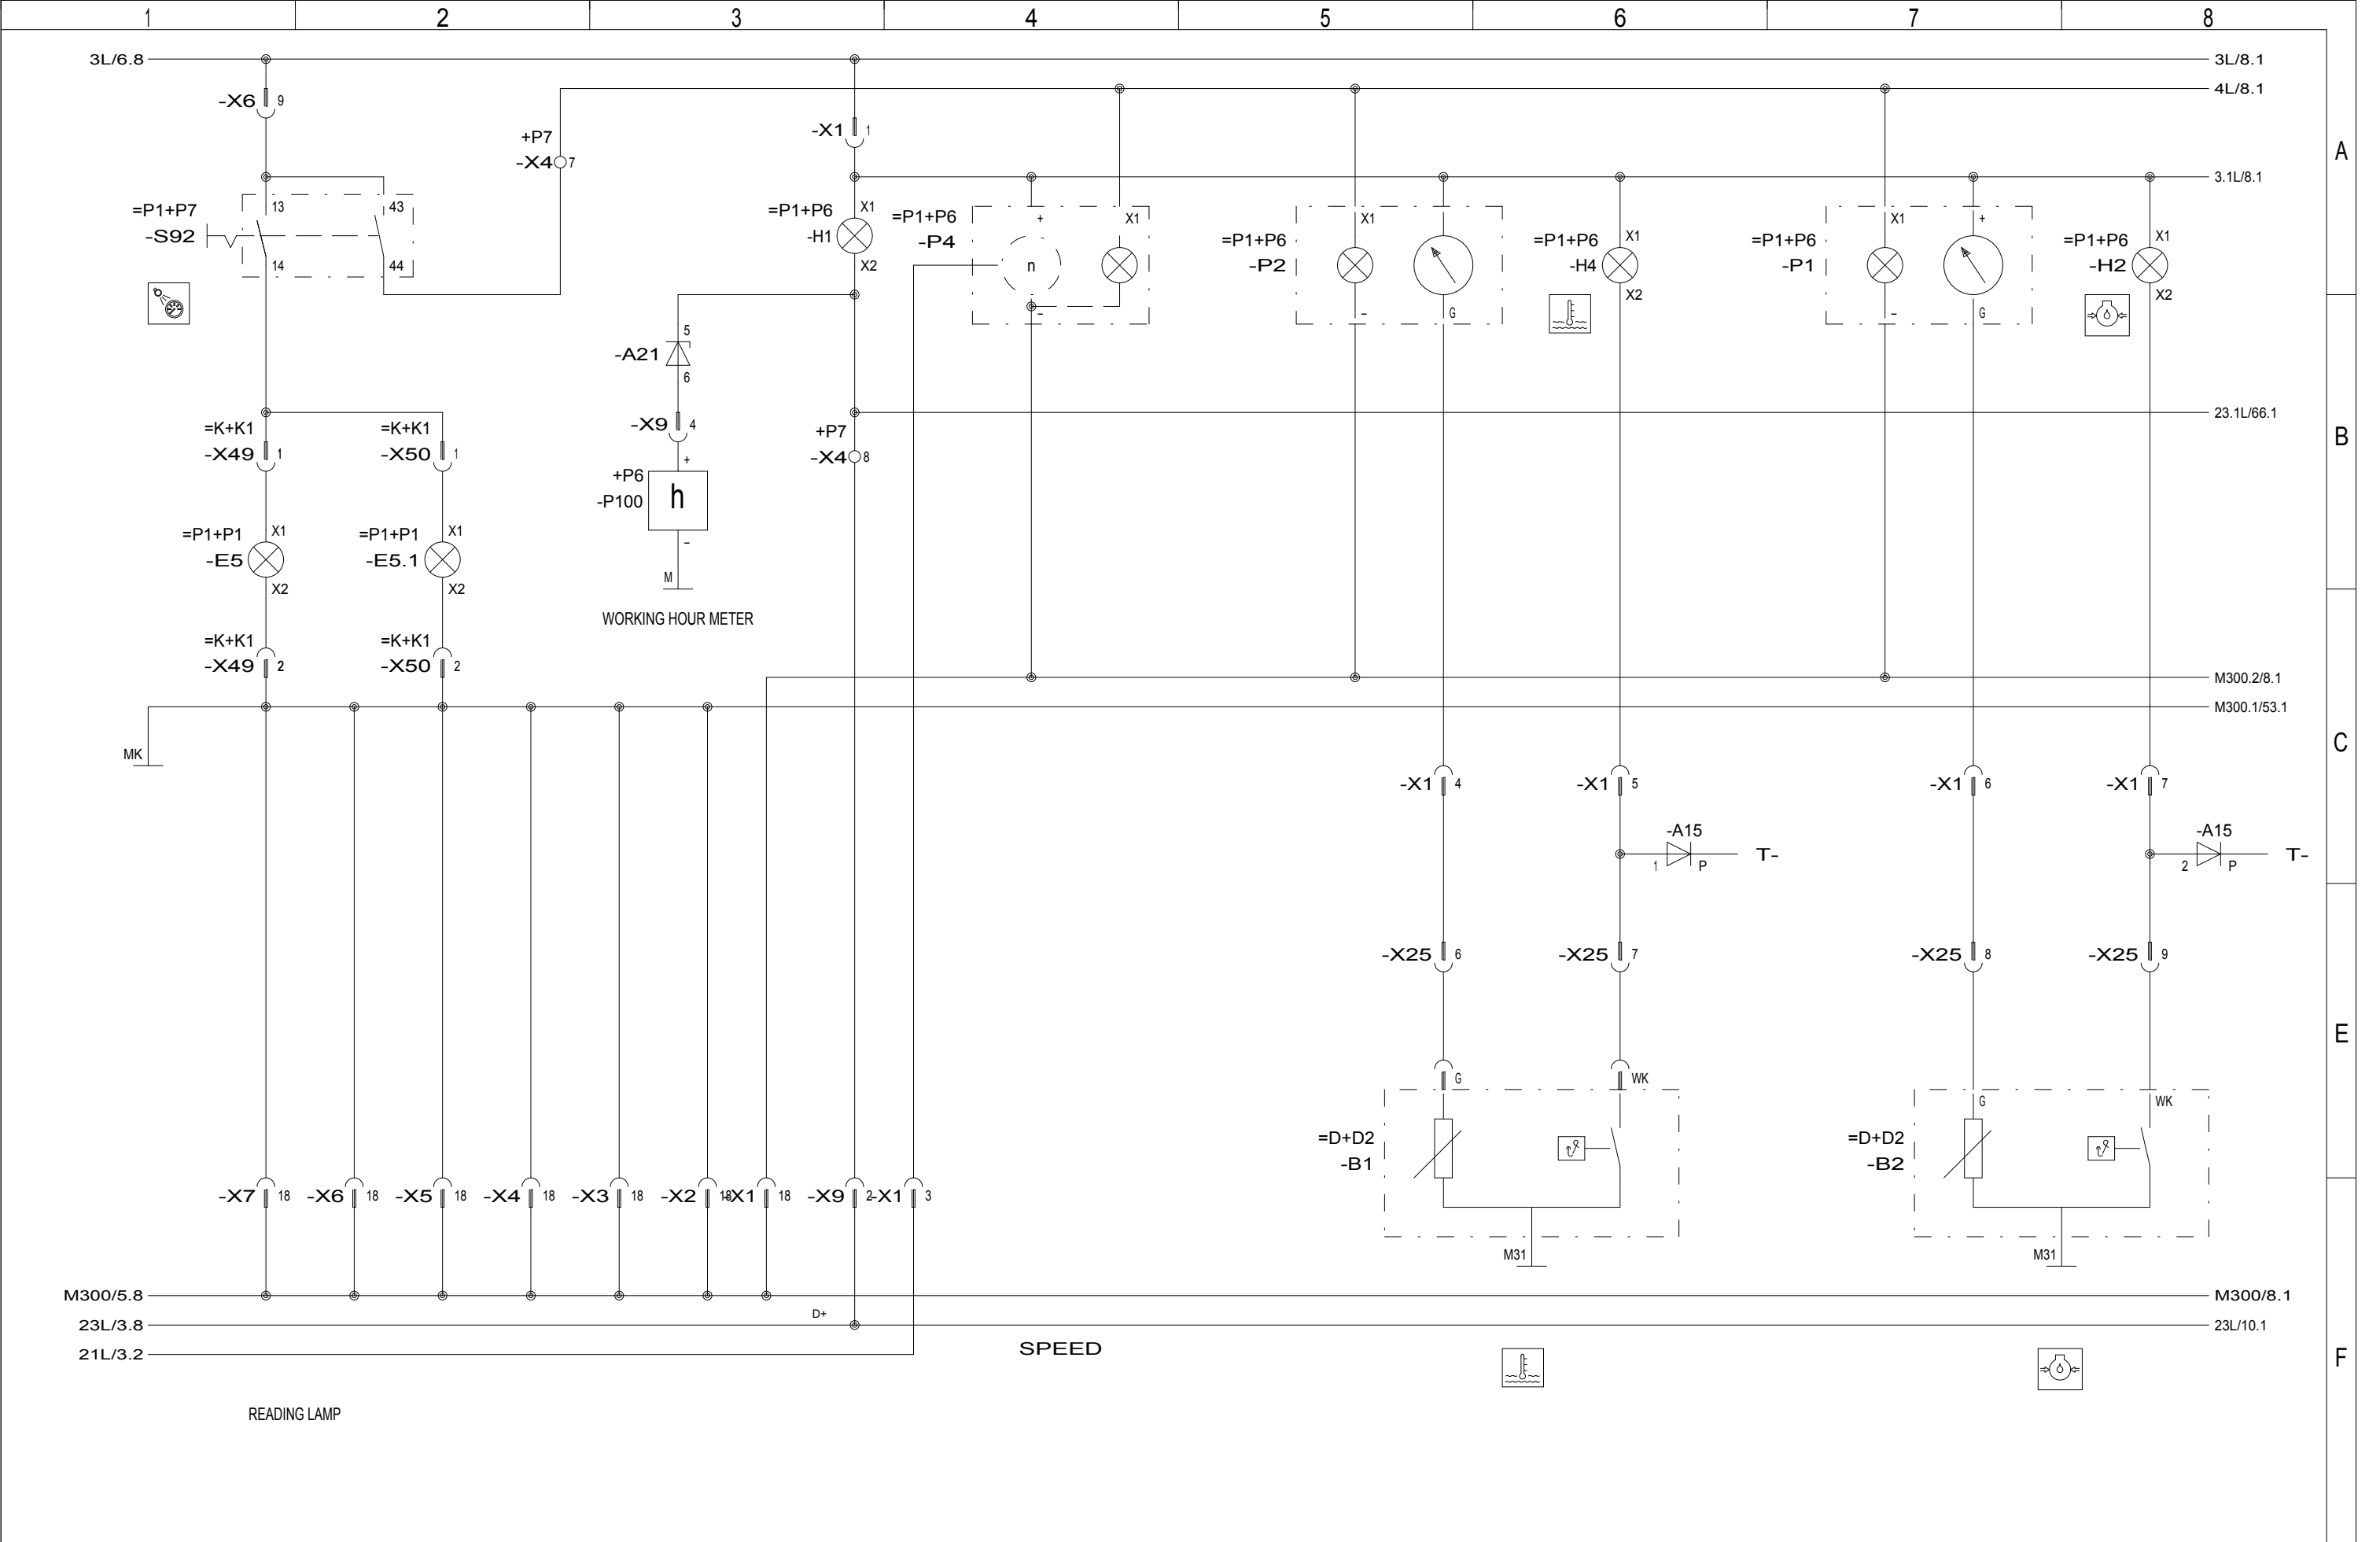 1 2 3 4 5 6 7 8
3L/6.8 3L/8.1
4L/8.1
-X6 9
-X1 1
+P7
-X4 7
A
3.1L/8.1
=P1+P7
-S92
13 43
14 44
=P1+P6
-H1
X1
X2
=P1+P6
-P4
+ X1
n
–
=P1+P6
-P2
X1
– G
=P1+P6
-H4
X1
X2
=P1+P6
-P1
X1 +
– G
=P1+P6
-H2
X1
X2
5
-A21
6
-X9 4
+
+P6
-P100
h
–
M
WORKING HOUR METER
23.1L/66.1
+P7
-X4 8
B
=K+K1
-X49 1
=K+K1
-X50 1
=P1+P1
-E5
X1
X2
=P1+P1
-E5.1
X1
X2
=K+K1
-X49 2
=K+K1
-X50 2
M300.2/8.1
M300.1/53.1
MK
C
-X1 4
-X1 5
-X1 6
-X1 7
-A15
1 P T-
-A15
2 P T-
-X25 6
-X25 7
-X25 8
-X25 9
E
G WK
=D+D2
-B1
M31
G WK
=D+D2
-B2
M31
-X7 18
-X6 18
-X5 18
-X4 18
-X3 18
-X2 18
-X1 18
-X9 2
-X1 3
M300/5.8 M300/8.1
D+
23L/3.8 23L/10.1
21L/3.2
SPEED
F
READING LAMP